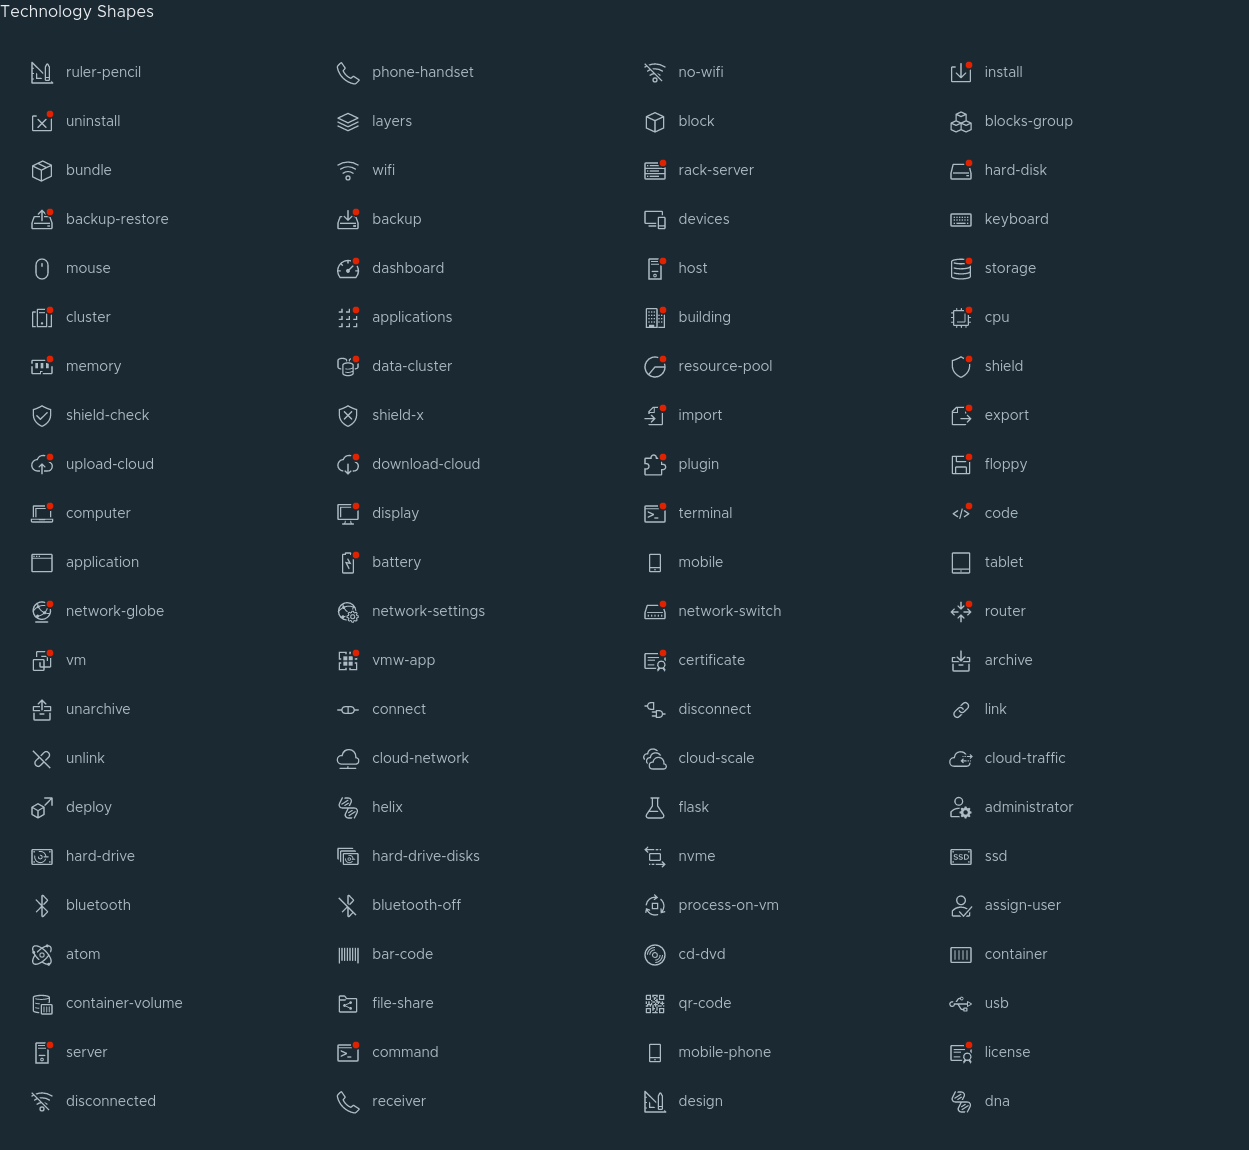 Technology Shapes
ruler-pencil phone-handset no-wifi install
uninstall layers block blocks-group
bundle wifi rack-server hard-disk
backup-restore backup devices keyboard
mouse dashboard host storage
cluster applications building cpu
memory data-cluster resource-pool shield
shield-check shield-x import export
upload-cloud download-cloud plugin floppy
computer display terminal code
application battery mobile tablet
network-globe network-settings network-switch router
vm vmw-app certificate archive
unarchive connect disconnect link
unlink cloud-network cloud-scale cloud-traffic
deploy helix flask administrator
hard-drive hard-drive-disks nvme SSD ssd
bluetooth bluetooth-off process-on-vm assign-user
atom bar-code cd-dvd container
container-volume file-share qr-code usb
server command mobile-phone license
disconnected receiver design dna